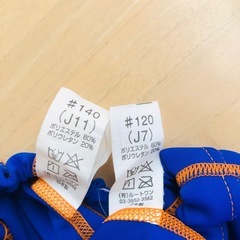 #140
(J11)
ポリエステル 80%
ポリウレタン 20%
#120
(J7)
ポリエステル 80%
ポリウレタン 20%
(有)ルートワン